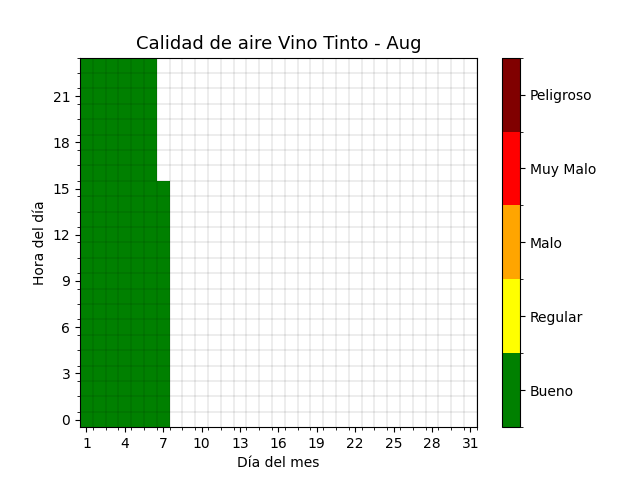 Calidad de aire Vino Tinto - Aug
Hora del día
21
18
15
12
9
6
3
0
1 4 7 10 13 16 19 22 25 28 31
Día del mes
Peligroso
Muy Malo
Malo
Regular
Bueno